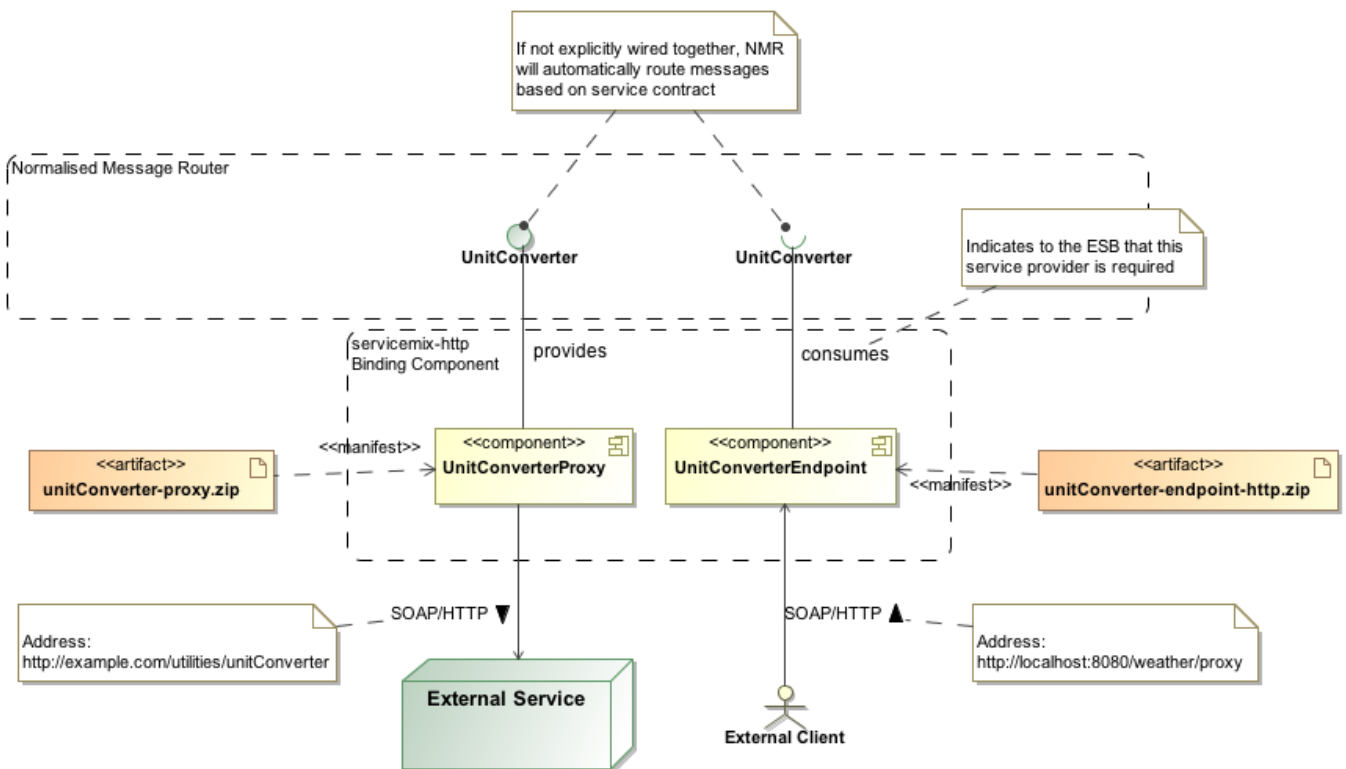 If not explicitly wired together, NMR
will automatically route messages
based on service contract
Normalised Message Router
UnitConverter
UnitConverter
Indicates to the ESB that this
service provider is required
servicemix-http
Binding Component
provides
consumes
<<manifest>>
<<component>>
UnitConverterProxy
<<component>>
UnitConverterEndpoint
<<artifact>>
unitConverter-proxy.zip
<<manifest>>
<<artifact>>
unitConverter-endpoint-http.zip
SOAP/HTTP ▼
SOAP/HTTP ▲
Address:
http://example.com/utilities/unitConverter
Address:
http://localhost:8080/weather/proxy
External Service
External Client